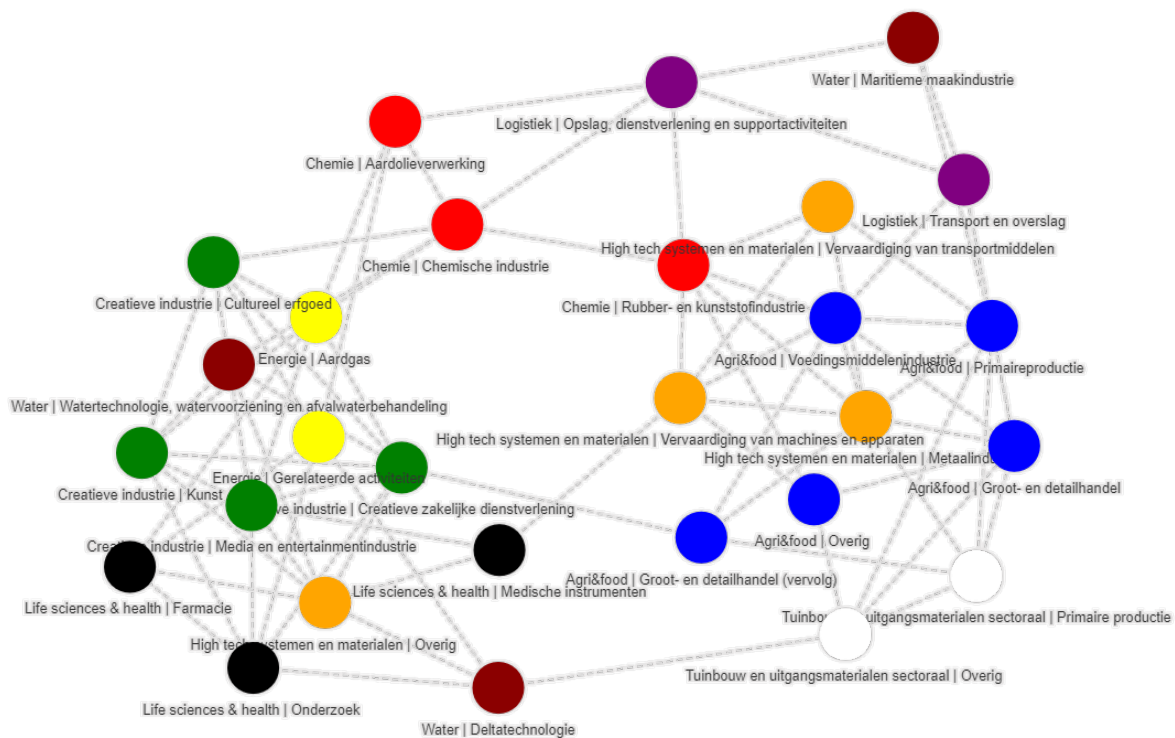 Water | Maritieme maakindustrie
Logistiek | Opslag, dienstverlening en supportactiviteiten
Chemie | Aardolieverwerking
Logistiek | Transport en overslag
High tech systemen en materialen | Vervaardiging van transportmiddelen
Chemie | Chemische industrie
Creatieve industrie | Cultureel erfgoed
Chemie | Rubber- en kunststofindustrie
Energie | Aardgas
Agri&food | Voedingsmiddelenindustrie
Agri&food | Primaireproductie
Water | Watertechnologie, watervoorziening en afvalwaterbehandeling
High tech systemen en materialen | Vervaardiging van machines en apparaten
High tech systemen en materialen | Metaalindu
Energie | Gerelateerde activiteiten
Agri&food | Groot- en detailhandel
Creatieve industrie | Kunst
ve industrie | Creatieve zakelijke dienstverlening
Agri&food | Overig
Creatieve industrie | Media en entertainmentindustrie
Agri&food | Groot- en detailhandel (vervolg)
Life sciences & health | Medische instrumenten
Life sciences & health | Farmacie
Tuinbouw uitgangsmaterialen sectoraal | Primaire productie
High tech systemen en materialen | Overig
Tuinbouw en uitgangsmaterialen sectoraal | Overig
Life sciences & health | Onderzoek
Water | Deltatechnologie